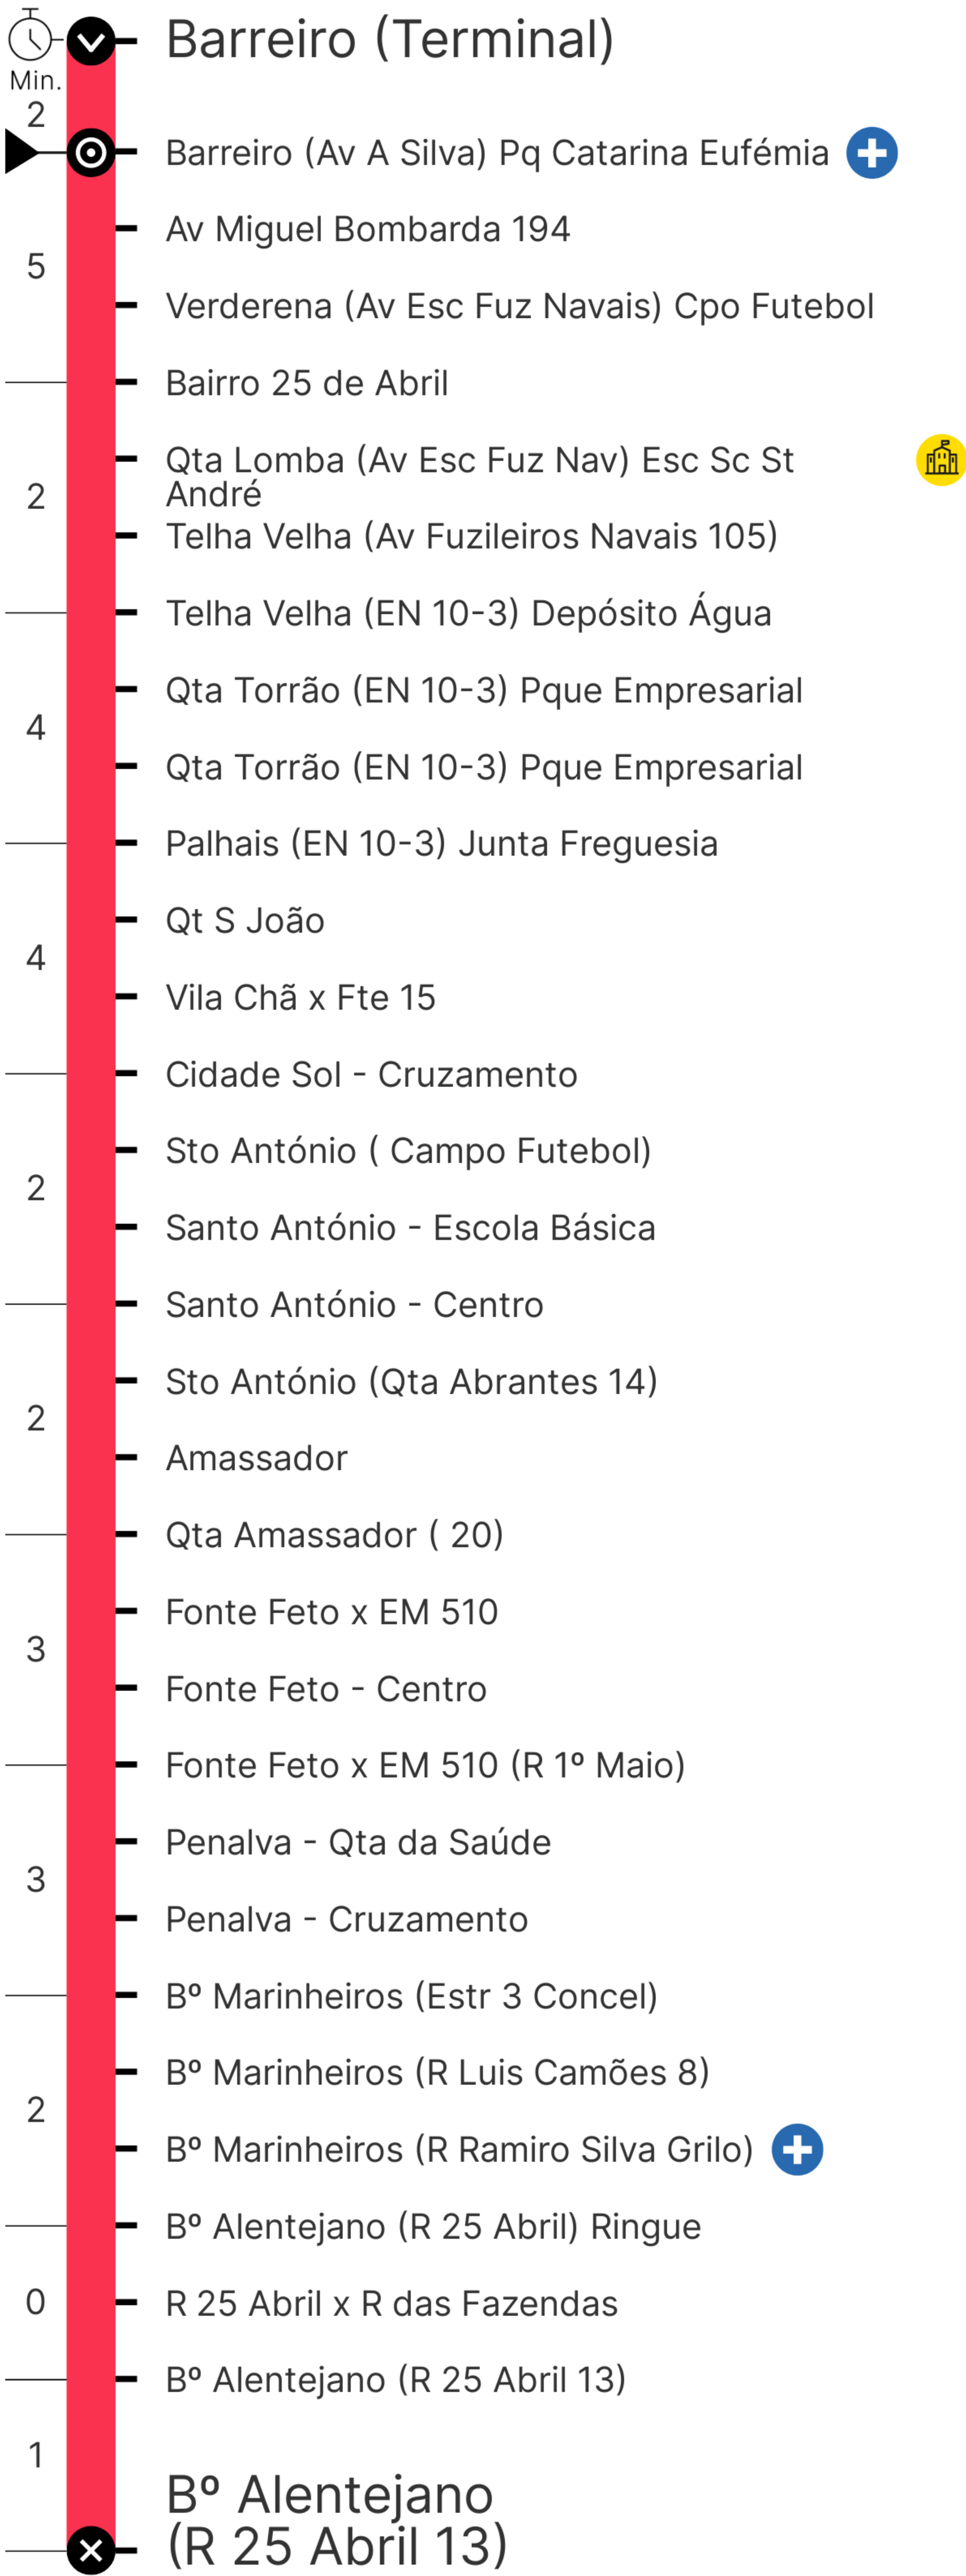 Barreiro (Terminal)
Min.
2
Barreiro (Av A Silva) Pq Catarina Eufémia
Av Miguel Bombarda 194
5
Verderena (Av Esc Fuz Navais) Cpo Futebol
Bairro 25 de Abril
Qta Lomba (Av Esc Fuz Nav) Esc Sc St
André
2
Telha Velha (Av Fuzileiros Navais 105)
Telha Velha (EN 10-3) Depósito Água
Qta Torrão (EN 10-3) Pque Empresarial
4
Qta Torrão (EN 10-3) Pque Empresarial
Palhais (EN 10-3) Junta Freguesia
Qt S João
4
Vila Chã x Fte 15
Cidade Sol - Cruzamento
Sto António ( Campo Futebol)
2
Santo António - Escola Básica
Santo António - Centro
Sto António (Qta Abrantes 14)
2
Amassador
Qta Amassador ( 20)
Fonte Feto x EM 510
3
Fonte Feto - Centro
Fonte Feto x EM 510 (R 1º Maio)
Penalva - Qta da Saúde
3
Penalva - Cruzamento
Bº Marinheiros (Estr 3 Concel)
Bº Marinheiros (R Luis Camões 8)
2
Bº Marinheiros (R Ramiro Silva Grilo)
Bº Alentejano (R 25 Abril) Ringue
0
R 25 Abril x R das Fazendas
Bº Alentejano (R 25 Abril 13)
1
Bº Alentejano
(R 25 Abril 13)